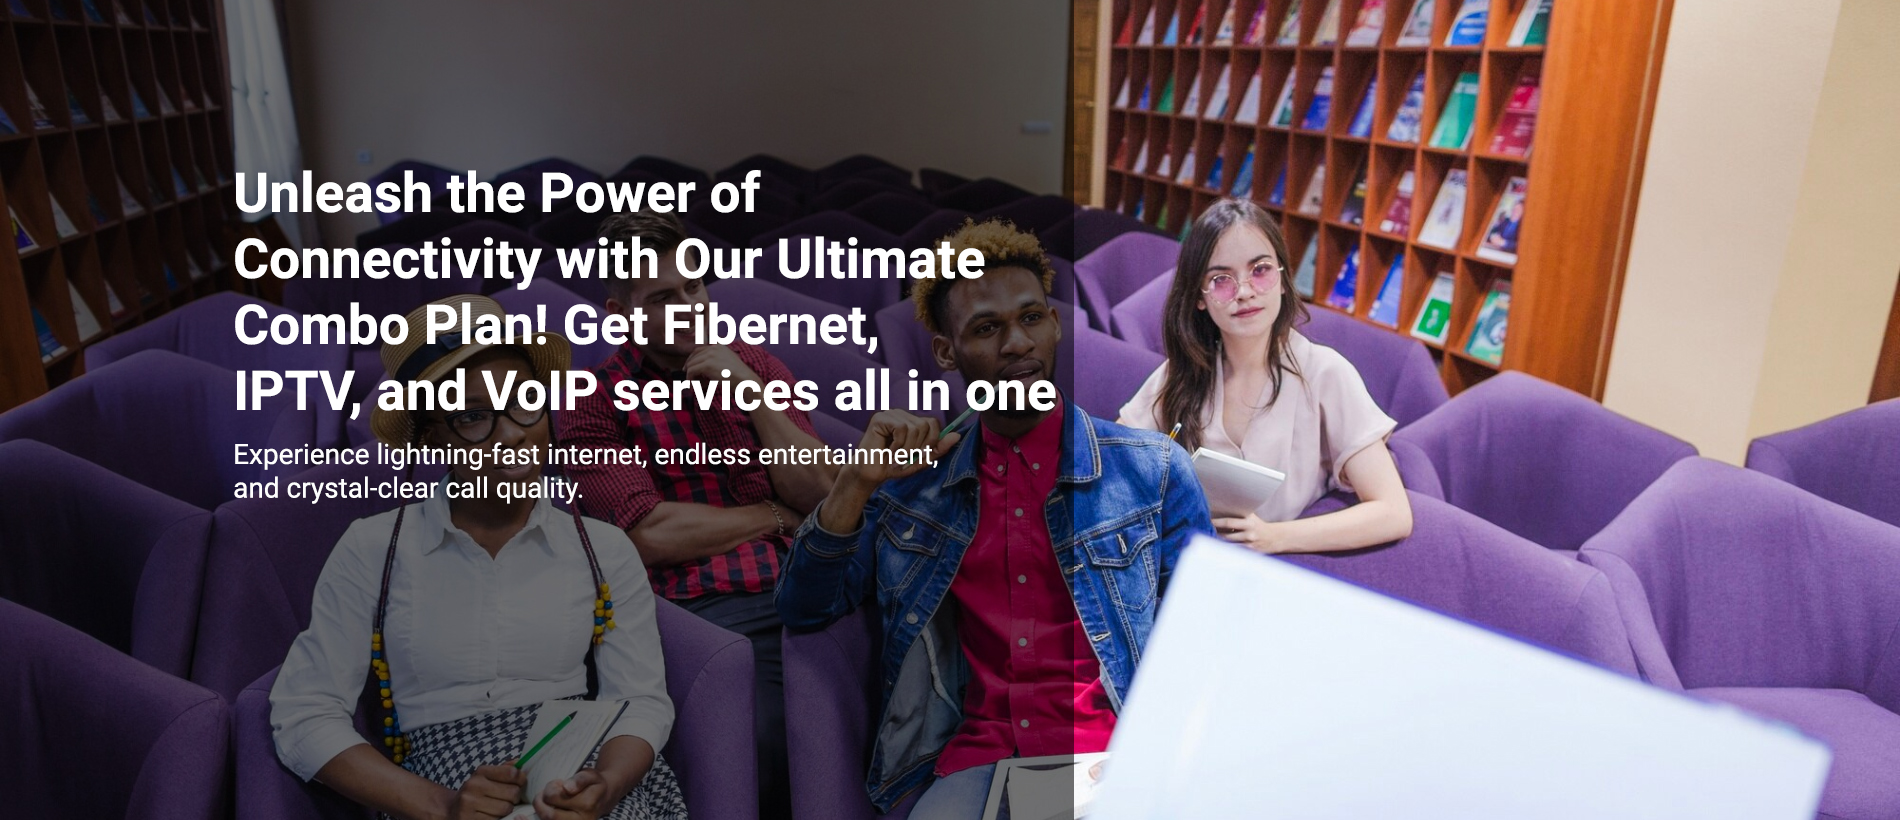 Unleash the Power of
Connectivity with Our Ultimate
Combo Plan! Get Fibernet,
IPTV, and VoIP services all in one
Experience lightning-fast internet, endless entertainment,
and crystal-clear call quality.